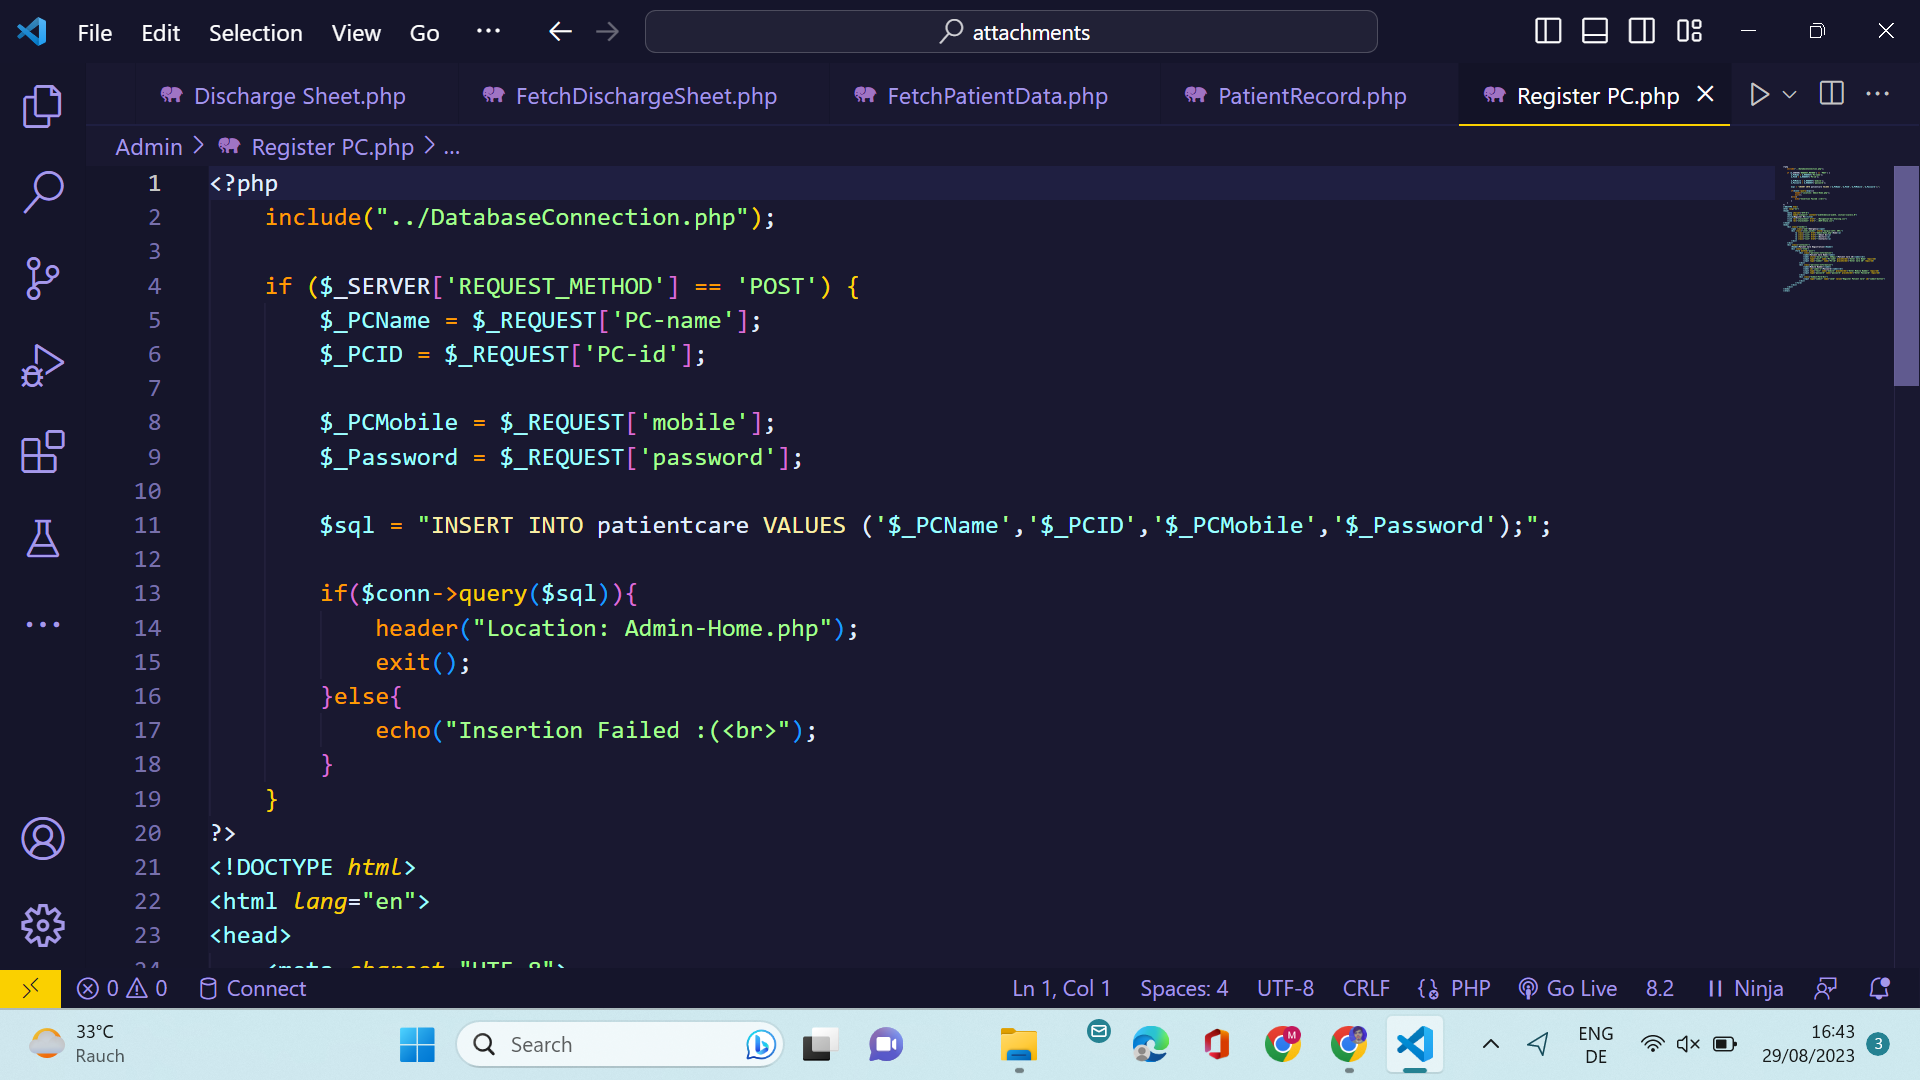 File Edit Selection View Go ··· attachments
Discharge Sheet.php FetchDischargeSheet.php FetchPatientData.php PatientRecord.php Register PC.php
Admin > Register PC.php > ...
1 <?php
2     include("../DatabaseConnection.php");
3
4     if ($_SERVER['REQUEST_METHOD'] == 'POST') {
5         $_PCName = $_REQUEST['PC-name'];
6         $_PCID = $_REQUEST['PC-id'];
7
8         $_PCMobile = $_REQUEST['mobile'];
9         $_Password = $_REQUEST['password'];
10
11         $sql = "INSERT INTO patientcare VALUES ('$_PCName','$_PCID','$_PCMobile','$_Password');";
12
13         if($conn->query($sql)){
14             header("Location: Admin-Home.php");
15             exit();
16         }else{
17             echo("Insertion Failed :(<br>");
18         }
19     }
20 ?>
21 <!DOCTYPE html>
22 <html lang="en">
23 <head>
24     <meta charset="UTF-8">
0 0 Connect Ln 1, Col 1 Spaces: 4 UTF-8 CRLF PHP Go Live 8.2 Ninja
33°C
Rauch
Search
M
ENG
DE
16:43
29/08/2023
3